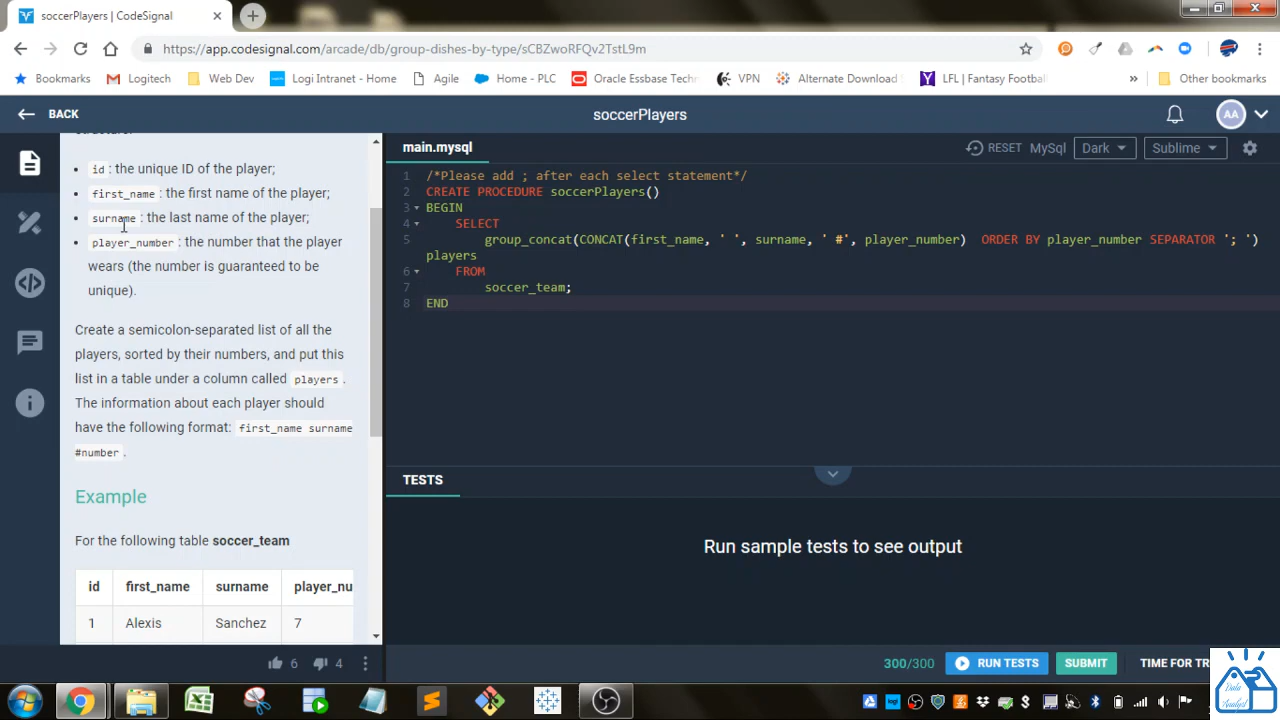 soccerPlayers | CodeSignal
https://app.codesignal.com/arcade/db/group-dishes-by-type/sCBZwoRFQv2TstL9m
Bookmarks Logitech Web Dev Logi Intranet - Home Agile Home - PLC Oracle Essbase Techn VPN Alternate Download LFL | Fantasy Football » Other bookmarks
BACK soccerPlayers AA
id : the unique ID of the player;
first_name : the first name of the player;
surname : the last name of the player;
player_number : the number that the player
wears (the number is guaranteed to be
unique).
Create a semicolon-separated list of all the
players, sorted by their numbers, and put this
list in a table under a column called players .
The information about each player should
have the following format: first_name surname
#number .
Example
For the following table soccer_team
id first_name surname player_nu
1 Alexis Sanchez 7
6 4
main.mysql RESET MySql Dark Sublime
1 /*Please add ; after each select statement*/
2 CREATE PROCEDURE soccerPlayers()
3 BEGIN
4 SELECT
5 group_concat(CONCAT(first_name, ' ', surname, ' #', player_number) ORDER BY player_number SEPARATOR '; ')
players
6 FROM
7 soccer_team;
8 END
TESTS
Run sample tests to see output
300/300 RUN TESTS SUBMIT TIME FOR TR
Data
Analyst